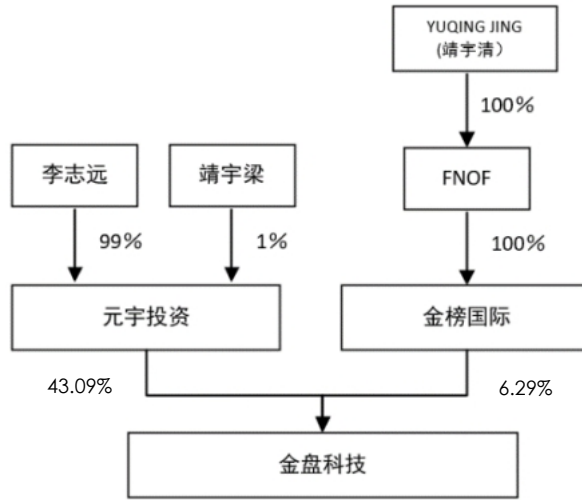 YUQING JING
(靖宇清）
100%
李志远
靖宇梁
FNOF
99%
1%
100%
元宇投资
金榜国际
43.09%
6.29%
金盘科技